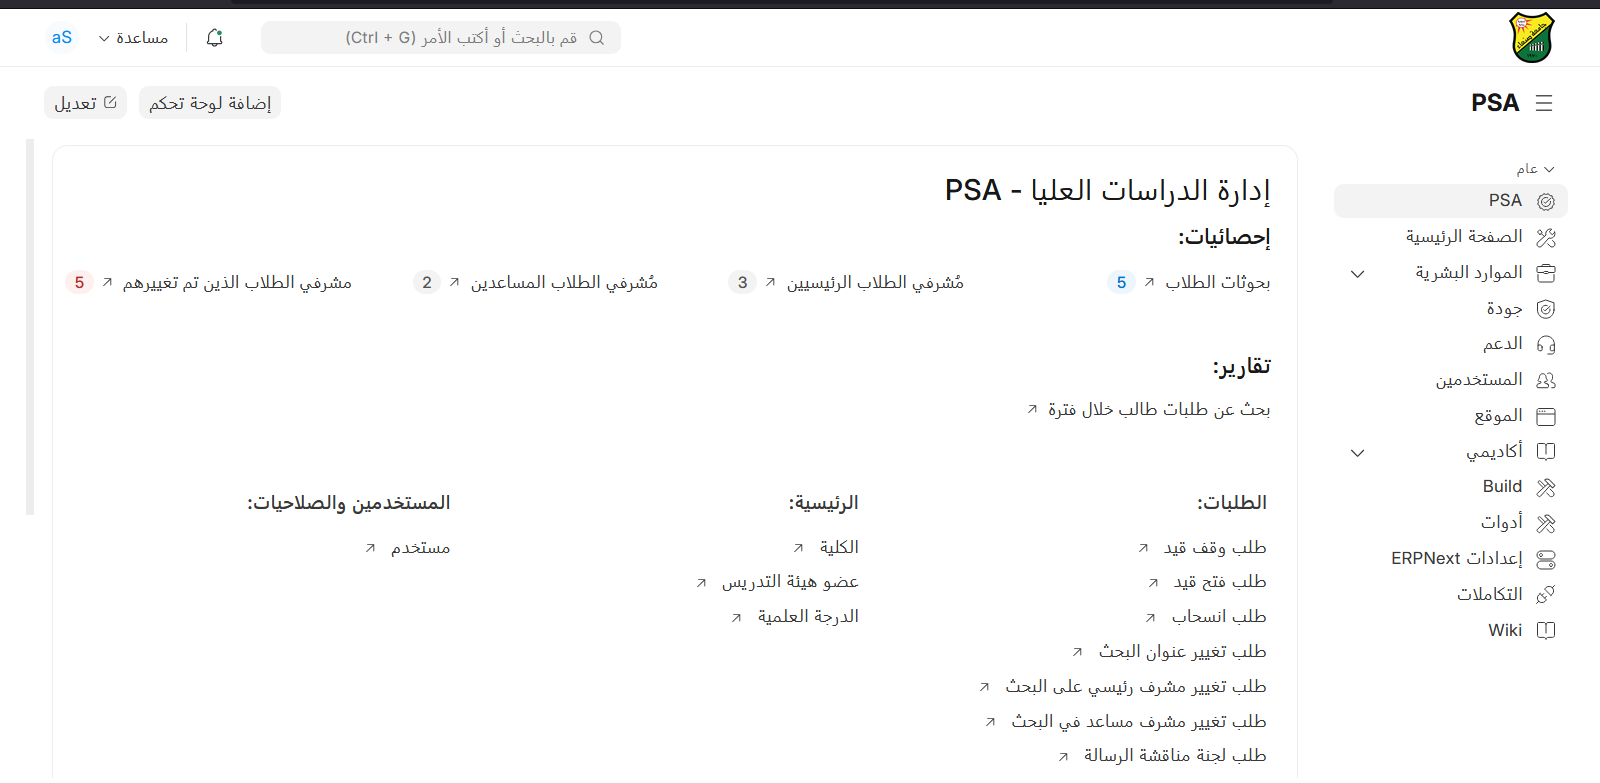 قم بالبحث أو أكتب الأمر (Ctrl + G)
مساعدة
aS
PSA
إضافة لوحة تحكم
تعديل
عام
PSA
الصفحة الرئيسية
الموارد البشرية
جودة
الدعم
المستخدمين
الموقع
أكاديمي
Build
أدوات
إعدادات ERPNext
التكاملات
Wiki
إدارة الدراسات العليا - PSA
إحصائيات:
بحوثات الطلاب 5
مُشرفي الطلاب الرئيسيين 3
مُشرفي الطلاب المساعدين 2
مشرفي الطلاب الذين تم تغييرهم 5
تقارير:
بحث عن طلبات طالب خلال فترة
الطلبات:
طلب وقف قيد
طلب فتح قيد
طلب انسحاب
طلب تغيير عنوان البحث
طلب تغيير مشرف رئيسي على البحث
طلب تغيير مشرف مساعد في البحث
طلب لجنة مناقشة الرسالة
الرئيسية:
الكلية
عضو هيئة التدريس
الدرجة العلمية
المستخدمين والصلاحيات:
مستخدم